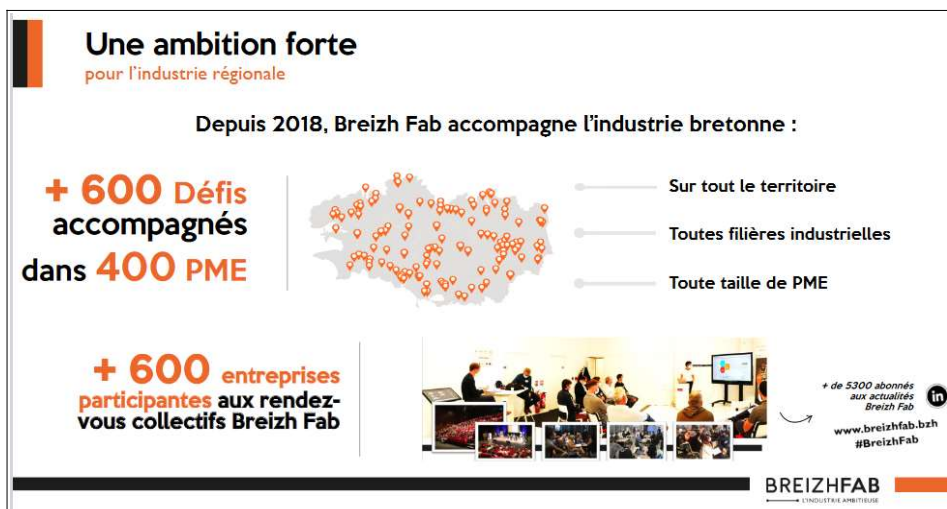 Une ambition forte
pour l'industrie régionale
Depuis 2018, Breizh Fab accompagne l'industrie bretonne :
+ 600 Défis
accompagnés
dans 400 PME
Sur tout le territoire
Toutes filières industrielles
Toute taille de PME
+ 600 entreprises
participantes aux rendez-
vous collectifs Breizh Fab
+ de 5300 abonnés
aux actualités
Breizh Fab
in
www.breizhfab.bzh
#BreizhFab
BREIZHFAB
L'INDUSTRIE AMBITIEUSE